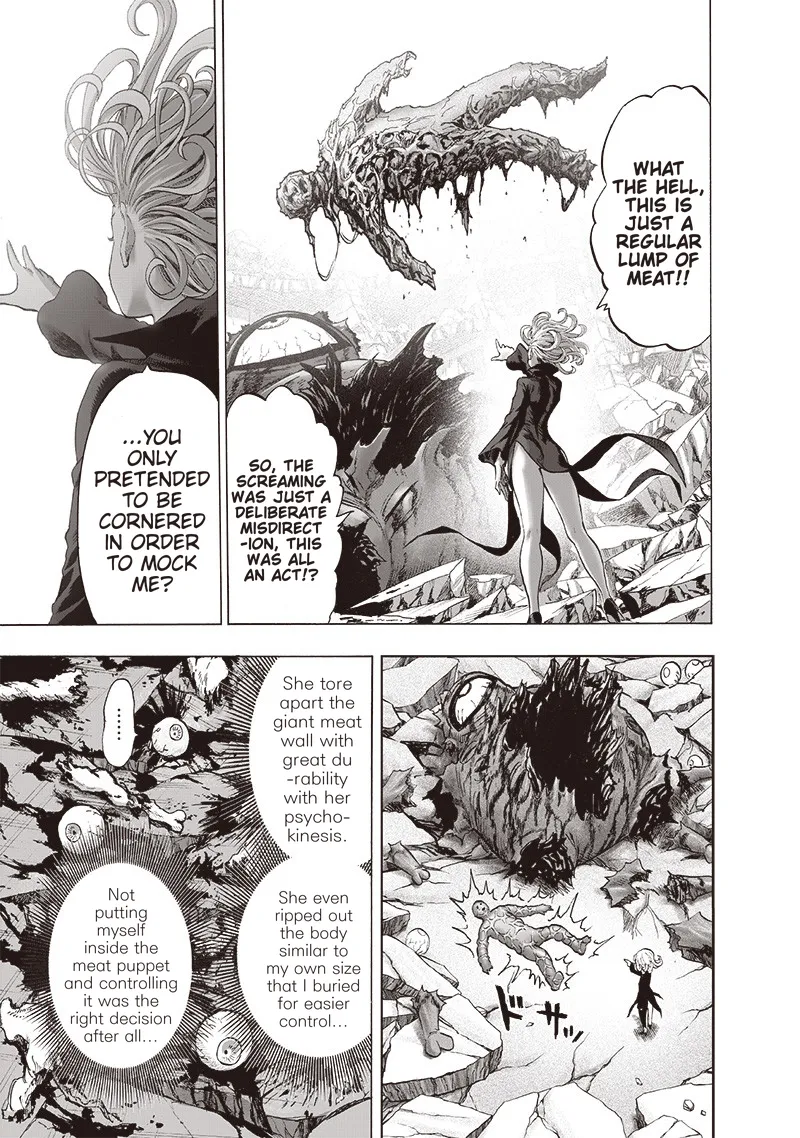 WHAT
THE HELL,
THIS IS
JUST A
REGULAR
LUMP OF
MEAT!!
SO, THE
SCREAMING
WAS JUST A
DELIBERATE
MISDIRECT
-ION, THIS
WAS ALL
AN ACT!?
...YOU
ONLY
PRETENDED
TO BE
CORNERED
IN ORDER
TO MOCK
ME?
ドサッ
She tore
apart the
giant meat
wall with
great du
-rability
with her
psycho-
kinesis.
She even
ripped out
the body
similar to
my own size
that I buried
for easier
control...
......
Not
putting
myself
inside the
meat puppet
and controlling
it was the
right decision
after all...